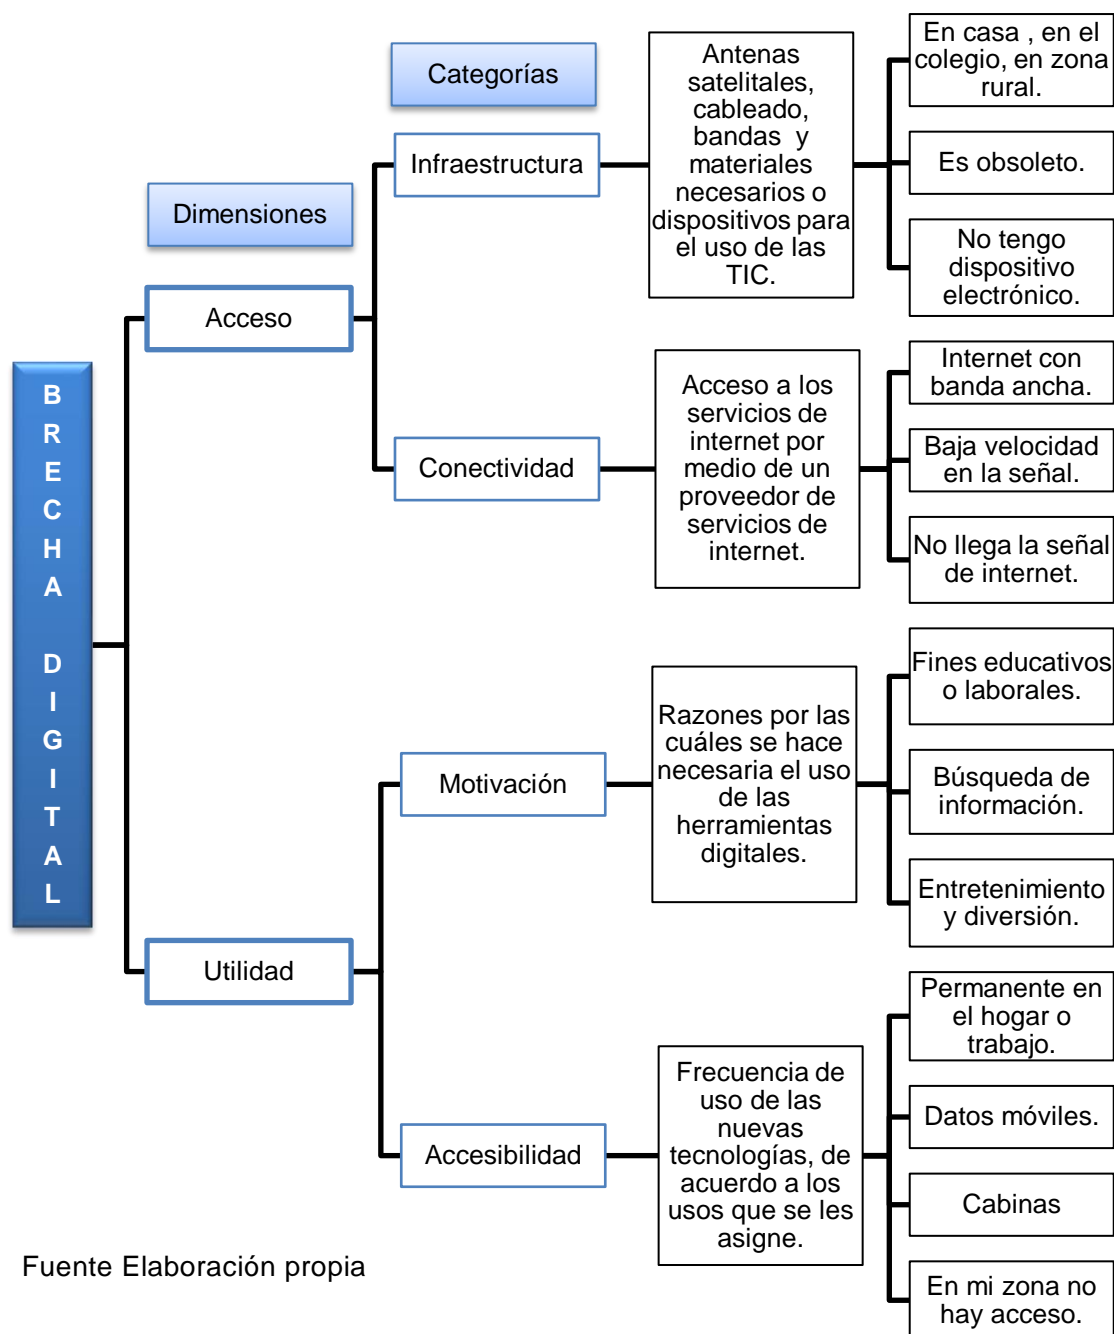 Categorías
Dimensiones
BRECHA DIGITAL
Acceso
Infraestructura
Antenas
satelitales,
cableado,
bandas y
materiales
necesarios o
dispositivos para
el uso de las
TIC.
En casa , en el
colegio, en zona
rural.
Es obsoleto.
No tengo
dispositivo
electrónico.
Conectividad
Acceso a los
servicios de
internet por
medio de un
proveedor de
servicios de
internet.
Internet con
banda ancha.
Baja velocidad
en la señal.
No llega la señal
de internet.
Utilidad
Motivación
Razones por las
cuáles se hace
necesaria el uso
de las
herramientas
digitales.
Fines educativos
o laborales.
Búsqueda de
información.
Entretenimiento
y diversión.
Accesibilidad
Frecuencia de
uso de las
nuevas
tecnologías, de
acuerdo a los
usos que se les
asigne.
Permanente en
el hogar o
trabajo.
Datos móviles.
Cabinas
En mi zona no
hay acceso.
Fuente Elaboración propia